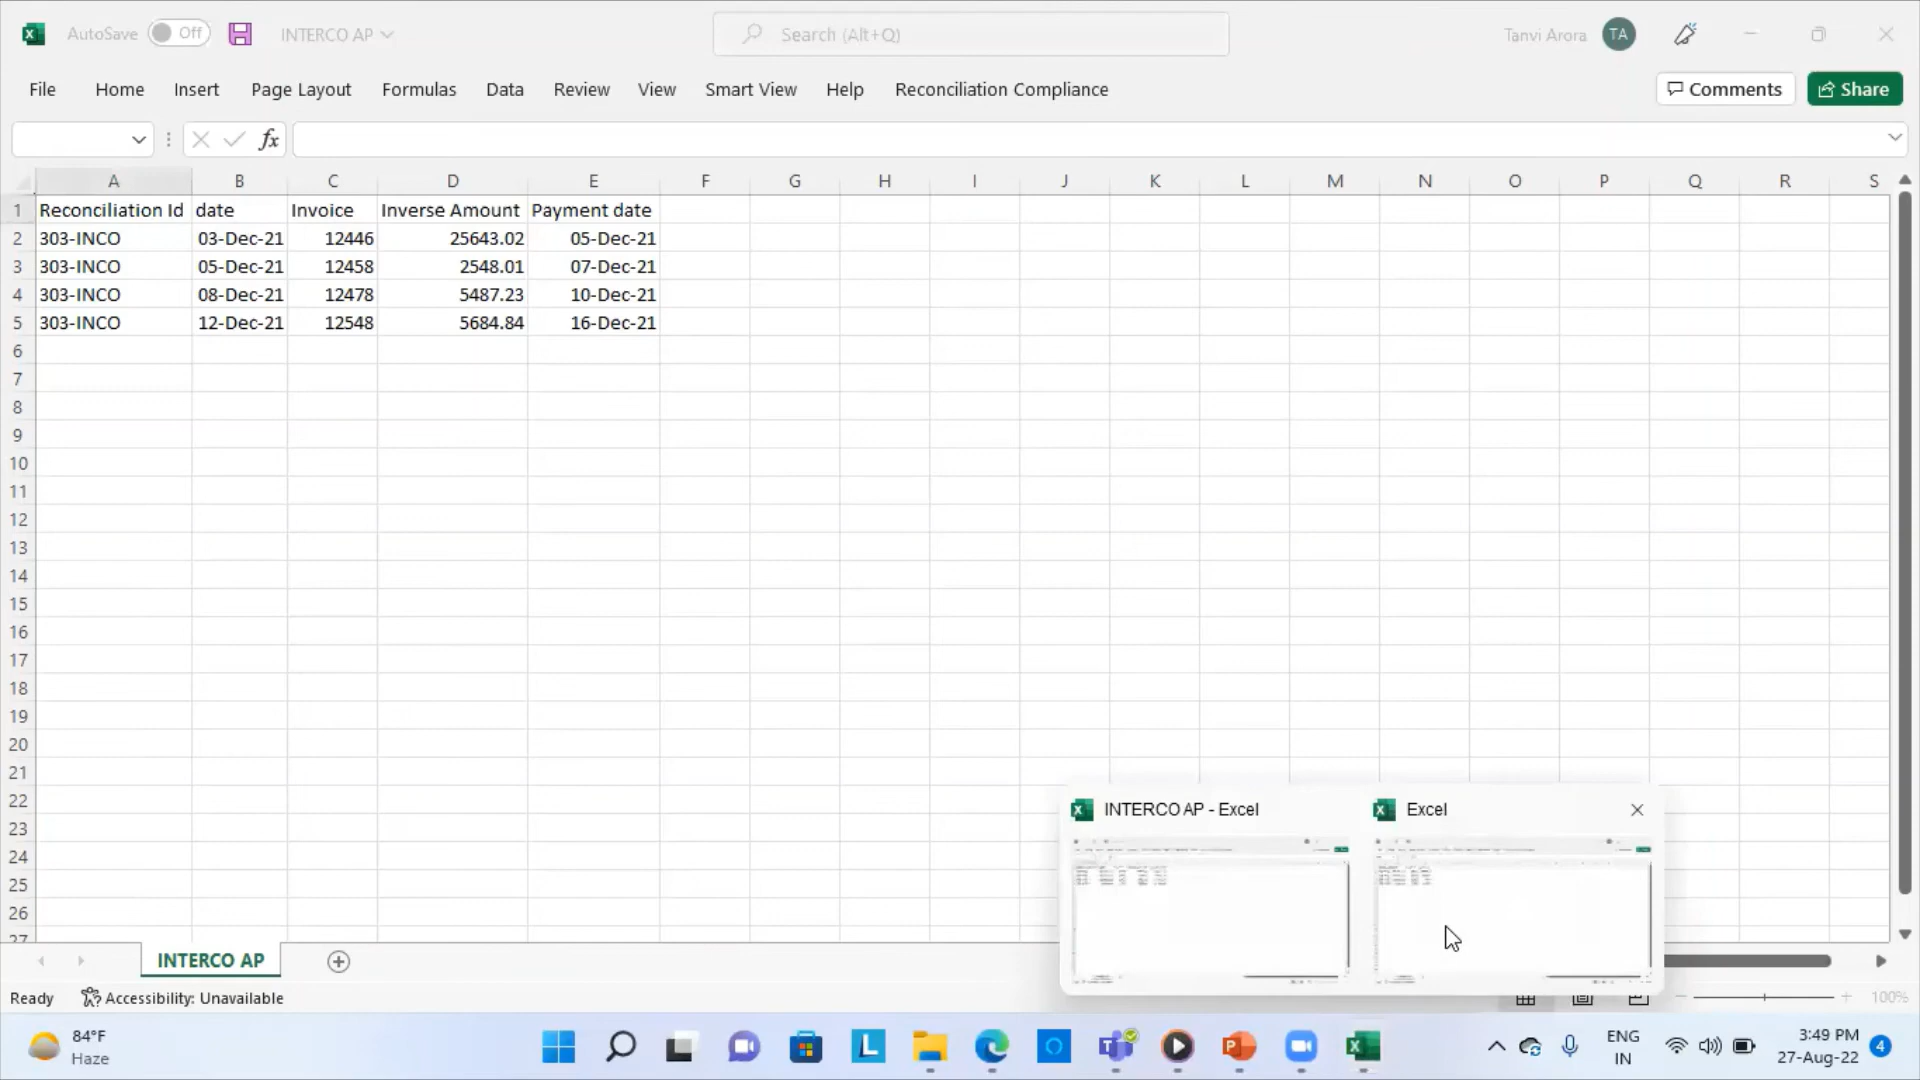 AutoSave Off INTERCO AP Search (Alt+Q) Tanvi Arora TA
File Home Insert Page Layout Formulas Data Review View Smart View Help Reconciliation Compliance Comments Share
fx
A B C D E F G H I J K L M N O P Q R S
1 Reconciliation Id date Invoice Inverse Amount Payment date
2 303-INCO 03-Dec-21 12446 25643.02 05-Dec-21
3 303-INCO 05-Dec-21 12458 2548.01 07-Dec-21
4 303-INCO 08-Dec-21 12478 5487.23 10-Dec-21
5 303-INCO 12-Dec-21 12548 5684.84 16-Dec-21
6
7
8
9
10
11
12
13
14
15
16
17
18
19
20
21
22
INTERCO AP - Excel Excel
23
24
25
26
27
INTERCO AP
Ready Accessibility: Unavailable 100%
84°F
Haze
ENG
IN
3:49 PM
27-Aug-22
4